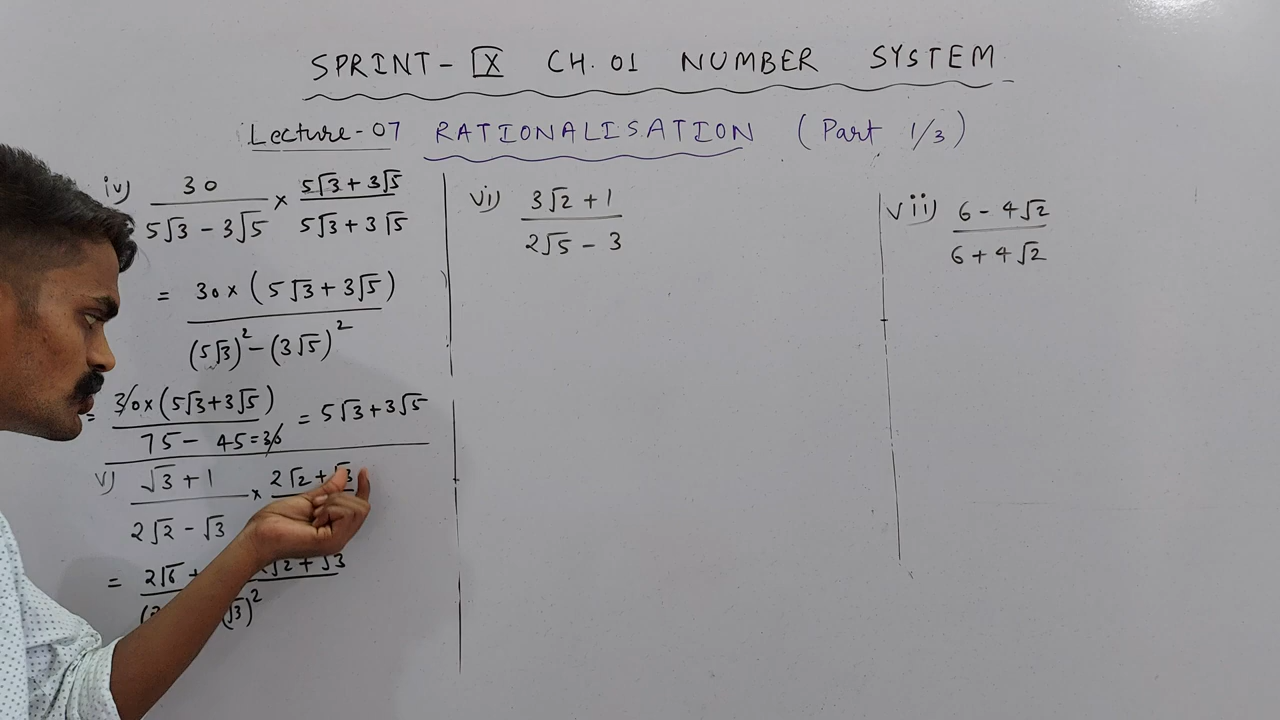 SPRINT - IX CH. 01 NUMBER SYSTEM
Lecture - 07 RATIONALISATION (Part 1/3)
iv) 30 / 5√3 - 3√5 × 5√3 + 3√5 / 5√3 + 3√5
= 30 × (5√3 + 3√5) / (5√3)² - (3√5)²
= 30 × (5√3 + 3√5) / 75 - 45 = 30 = 5√3 + 3√5
v) √3 + 1 / 2√2 - √3 × 2√2 + √3
= 2√6 + √2 + √3 / √3)²
vi) 3√2 + 1 / 2√5 - 3
vii) 6 - 4√2 / 6 + 4√2